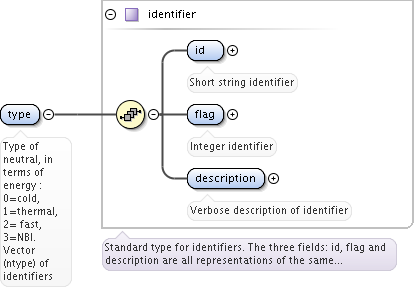 identifier
id
Short string identifier
type
flag
Type of
neutral, in
terms of
energy :
0=cold,
1=thermal,
2= fast,
3=NBI.
Vector
(ntype) of
identifiers
Integer identifier
description
Verbose description of identifier
Standard type for identifiers. The three fields: id, flag and
description are all representations of the same...